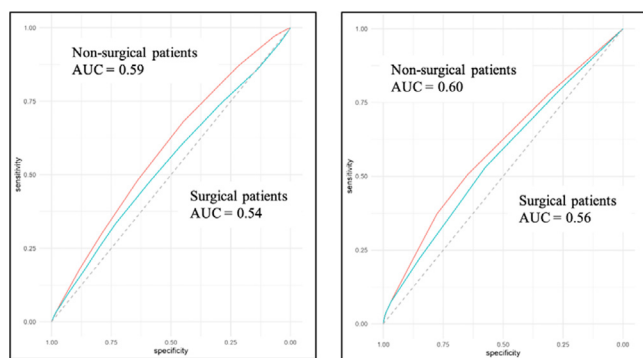 1.00
Non-surgical patients
AUC = 0.59
0.75
0.50
sensitivity
Surgical patients
AUC = 0.54
0.25
0.00
1.00
0.75
0.50
0.25
0.00
specificity
1.00
Non-surgical patients
AUC = 0.60
0.75
0.50
sensitivity
Surgical patients
AUC = 0.56
0.25
0.00
1.00
0.75
0.50
0.25
0.00
specificity